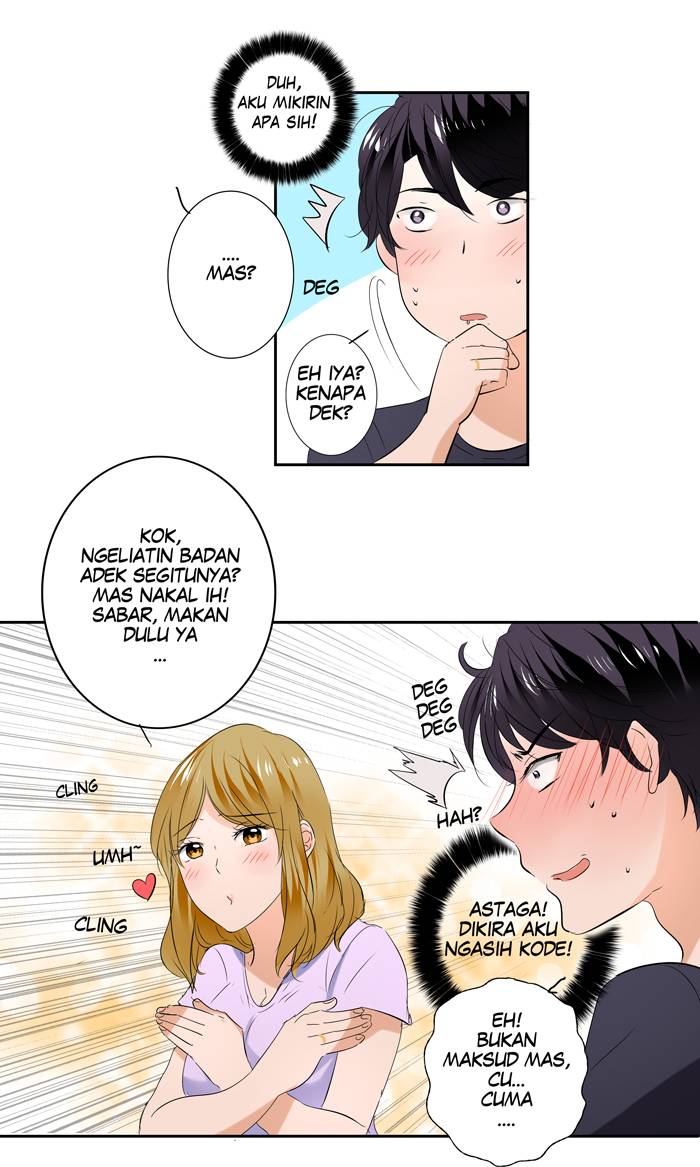 DUH,
AKU MIKIRIN
APA SIH!
....
MAS?
DEG
EH IYA?
KENAPA
DEK?
KOK,
NGELIATIN BADAN
ADEK SEGITUNYA?
MAS NAKAL IH!
SABAR, MAKAN
DULU YA
...
DEG
DEG
DEG
CLING
UMH~
CLING
HAH?
ASTAGA!
DIKIRA AKU
NGASIH KODE!
EH!
BUKAN
MAKSUD MAS,
CU...
CUMA
....